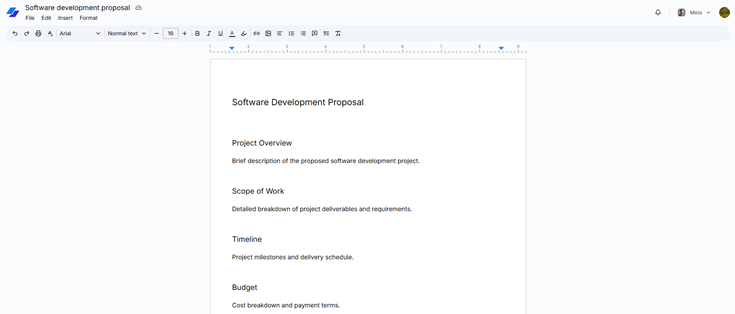 Software development proposal
File Edit Insert Format
Arial Normal text 16
Meta
1 2 3 4 5 6 7 8 9
Software Development Proposal
Project Overview
Brief description of the proposed software development project.
Scope of Work
Detailed breakdown of project deliverables and requirements.
Timeline
Project milestones and delivery schedule.
Budget
Cost breakdown and payment terms.